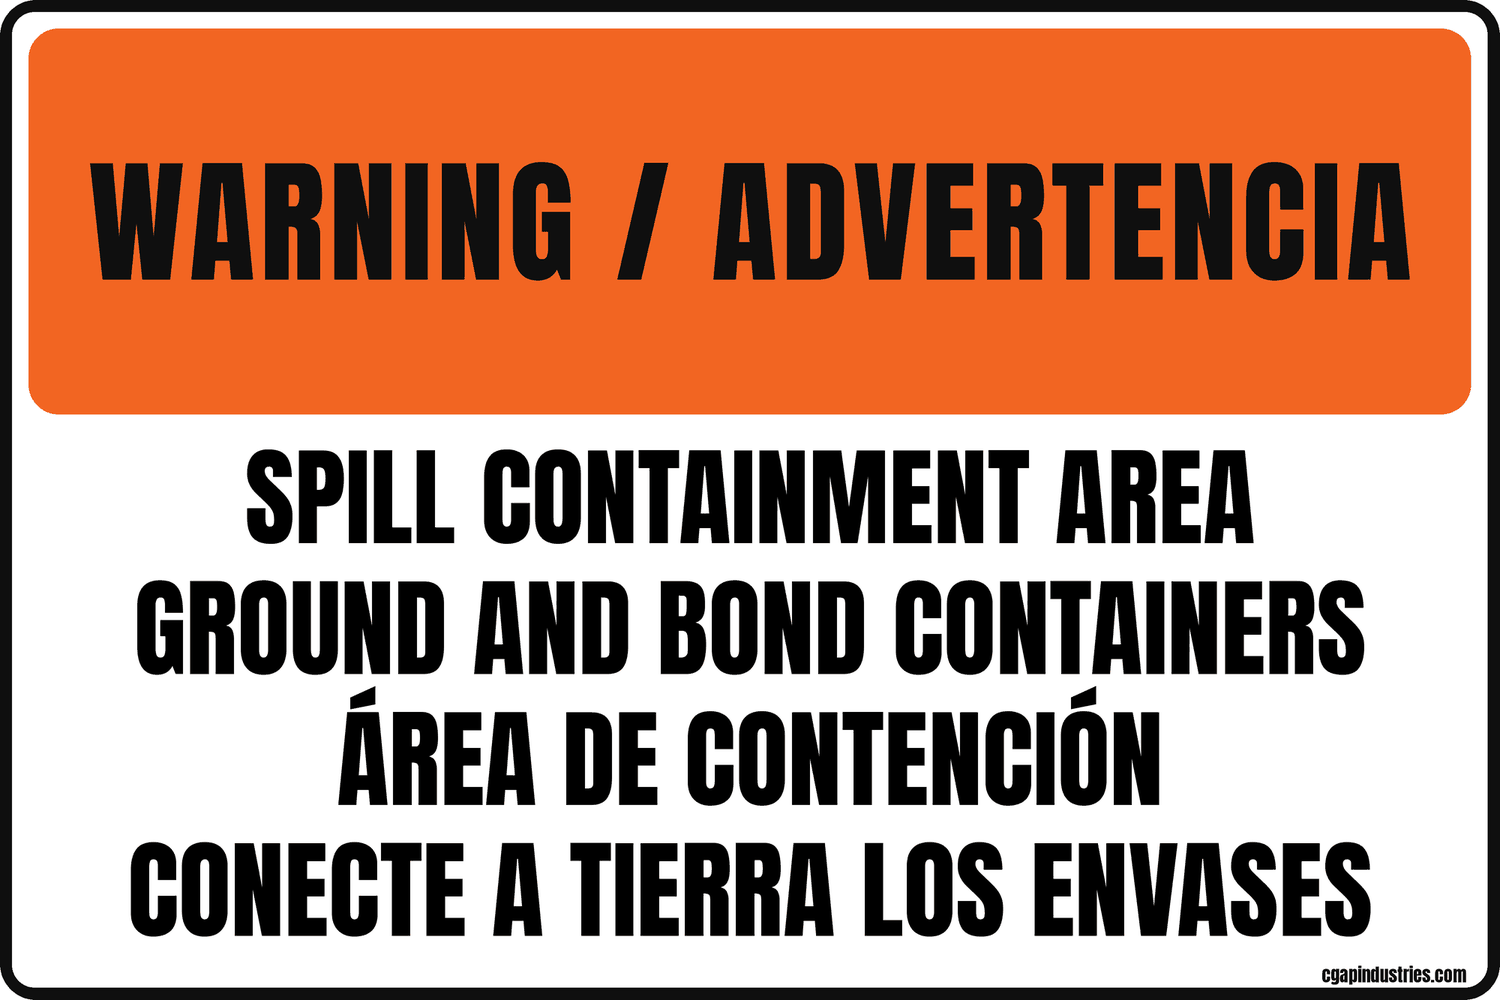 WARNING / ADVERTENCIA
SPILL CONTAINMENT AREA
GROUND AND BOND CONTAINERS
ÁREA DE CONTENCIÓN
CONECTE A TIERRA LOS ENVASES
cgapindustries.com